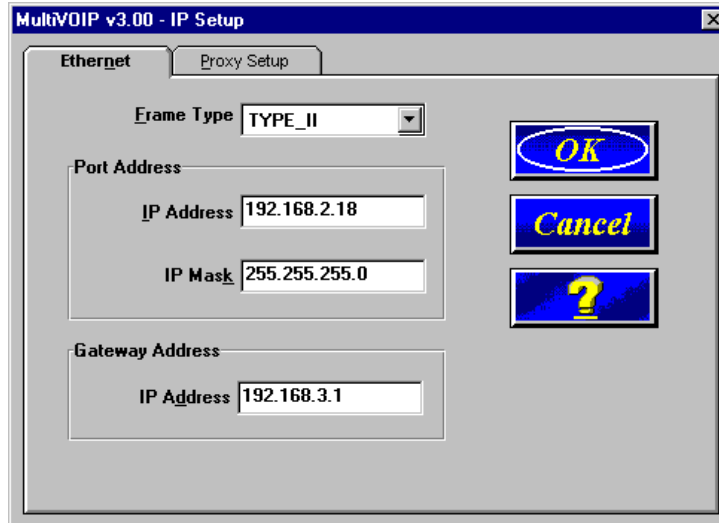 MultiVOIP v3.00 - IP Setup
Ethernet
Proxy Setup
Frame Type TYPE_II
Port Address
IP Address 192.168.2.18
IP Mask 255.255.255.0
Gateway Address
IP Address 192.168.3.1
OK
Cancel
?